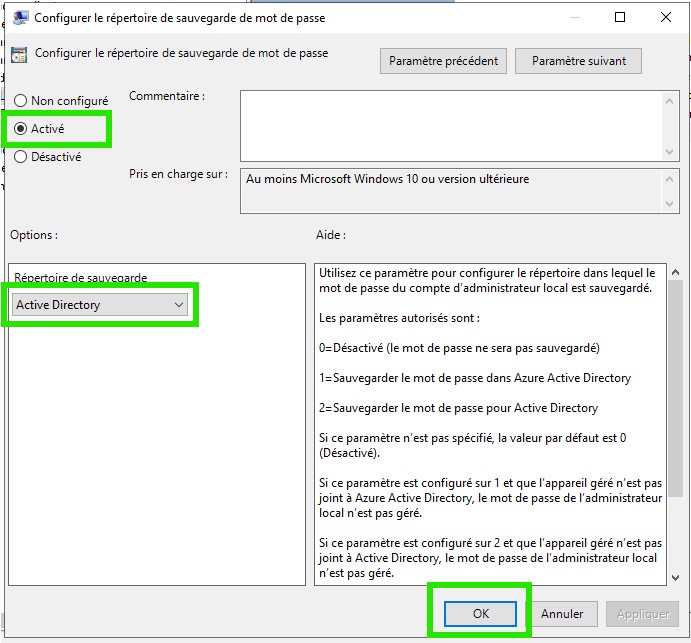 Configurer le répertoire de sauvegarde de mot de passe
Configurer le répertoire de sauvegarde de mot de passe
Paramètre précédent
Paramètre suivant
Non configuré
Commentaire :
Activé
Désactivé
Pris en charge sur :
Au moins Microsoft Windows 10 ou version ultérieure
Options :
Aide :
Répertoire de sauvegarde
Active Directory
Utilisez ce paramètre pour configurer le répertoire dans lequel le
mot de passe du compte d'administrateur local est sauvegardé.
Les paramètres autorisés sont :
0=Désactivé (le mot de passe ne sera pas sauvegardé)
1=Sauvegarder le mot de passe dans Azure Active Directory
2=Sauvegarder le mot de passe pour Active Directory
Si ce paramètre n'est pas spécifié, la valeur par défaut est 0
(Désactivé).
Si ce paramètre est configuré sur 1 et que l'appareil géré n'est pas
joint à Azure Active Directory, le mot de passe de l'administrateur
local n'est pas géré.
Si ce paramètre est configuré sur 2 et que l'appareil géré n'est pas
joint à Active Directory, le mot de passe de l'administrateur local
n'est pas géré.
OK
Annuler
Appliquer